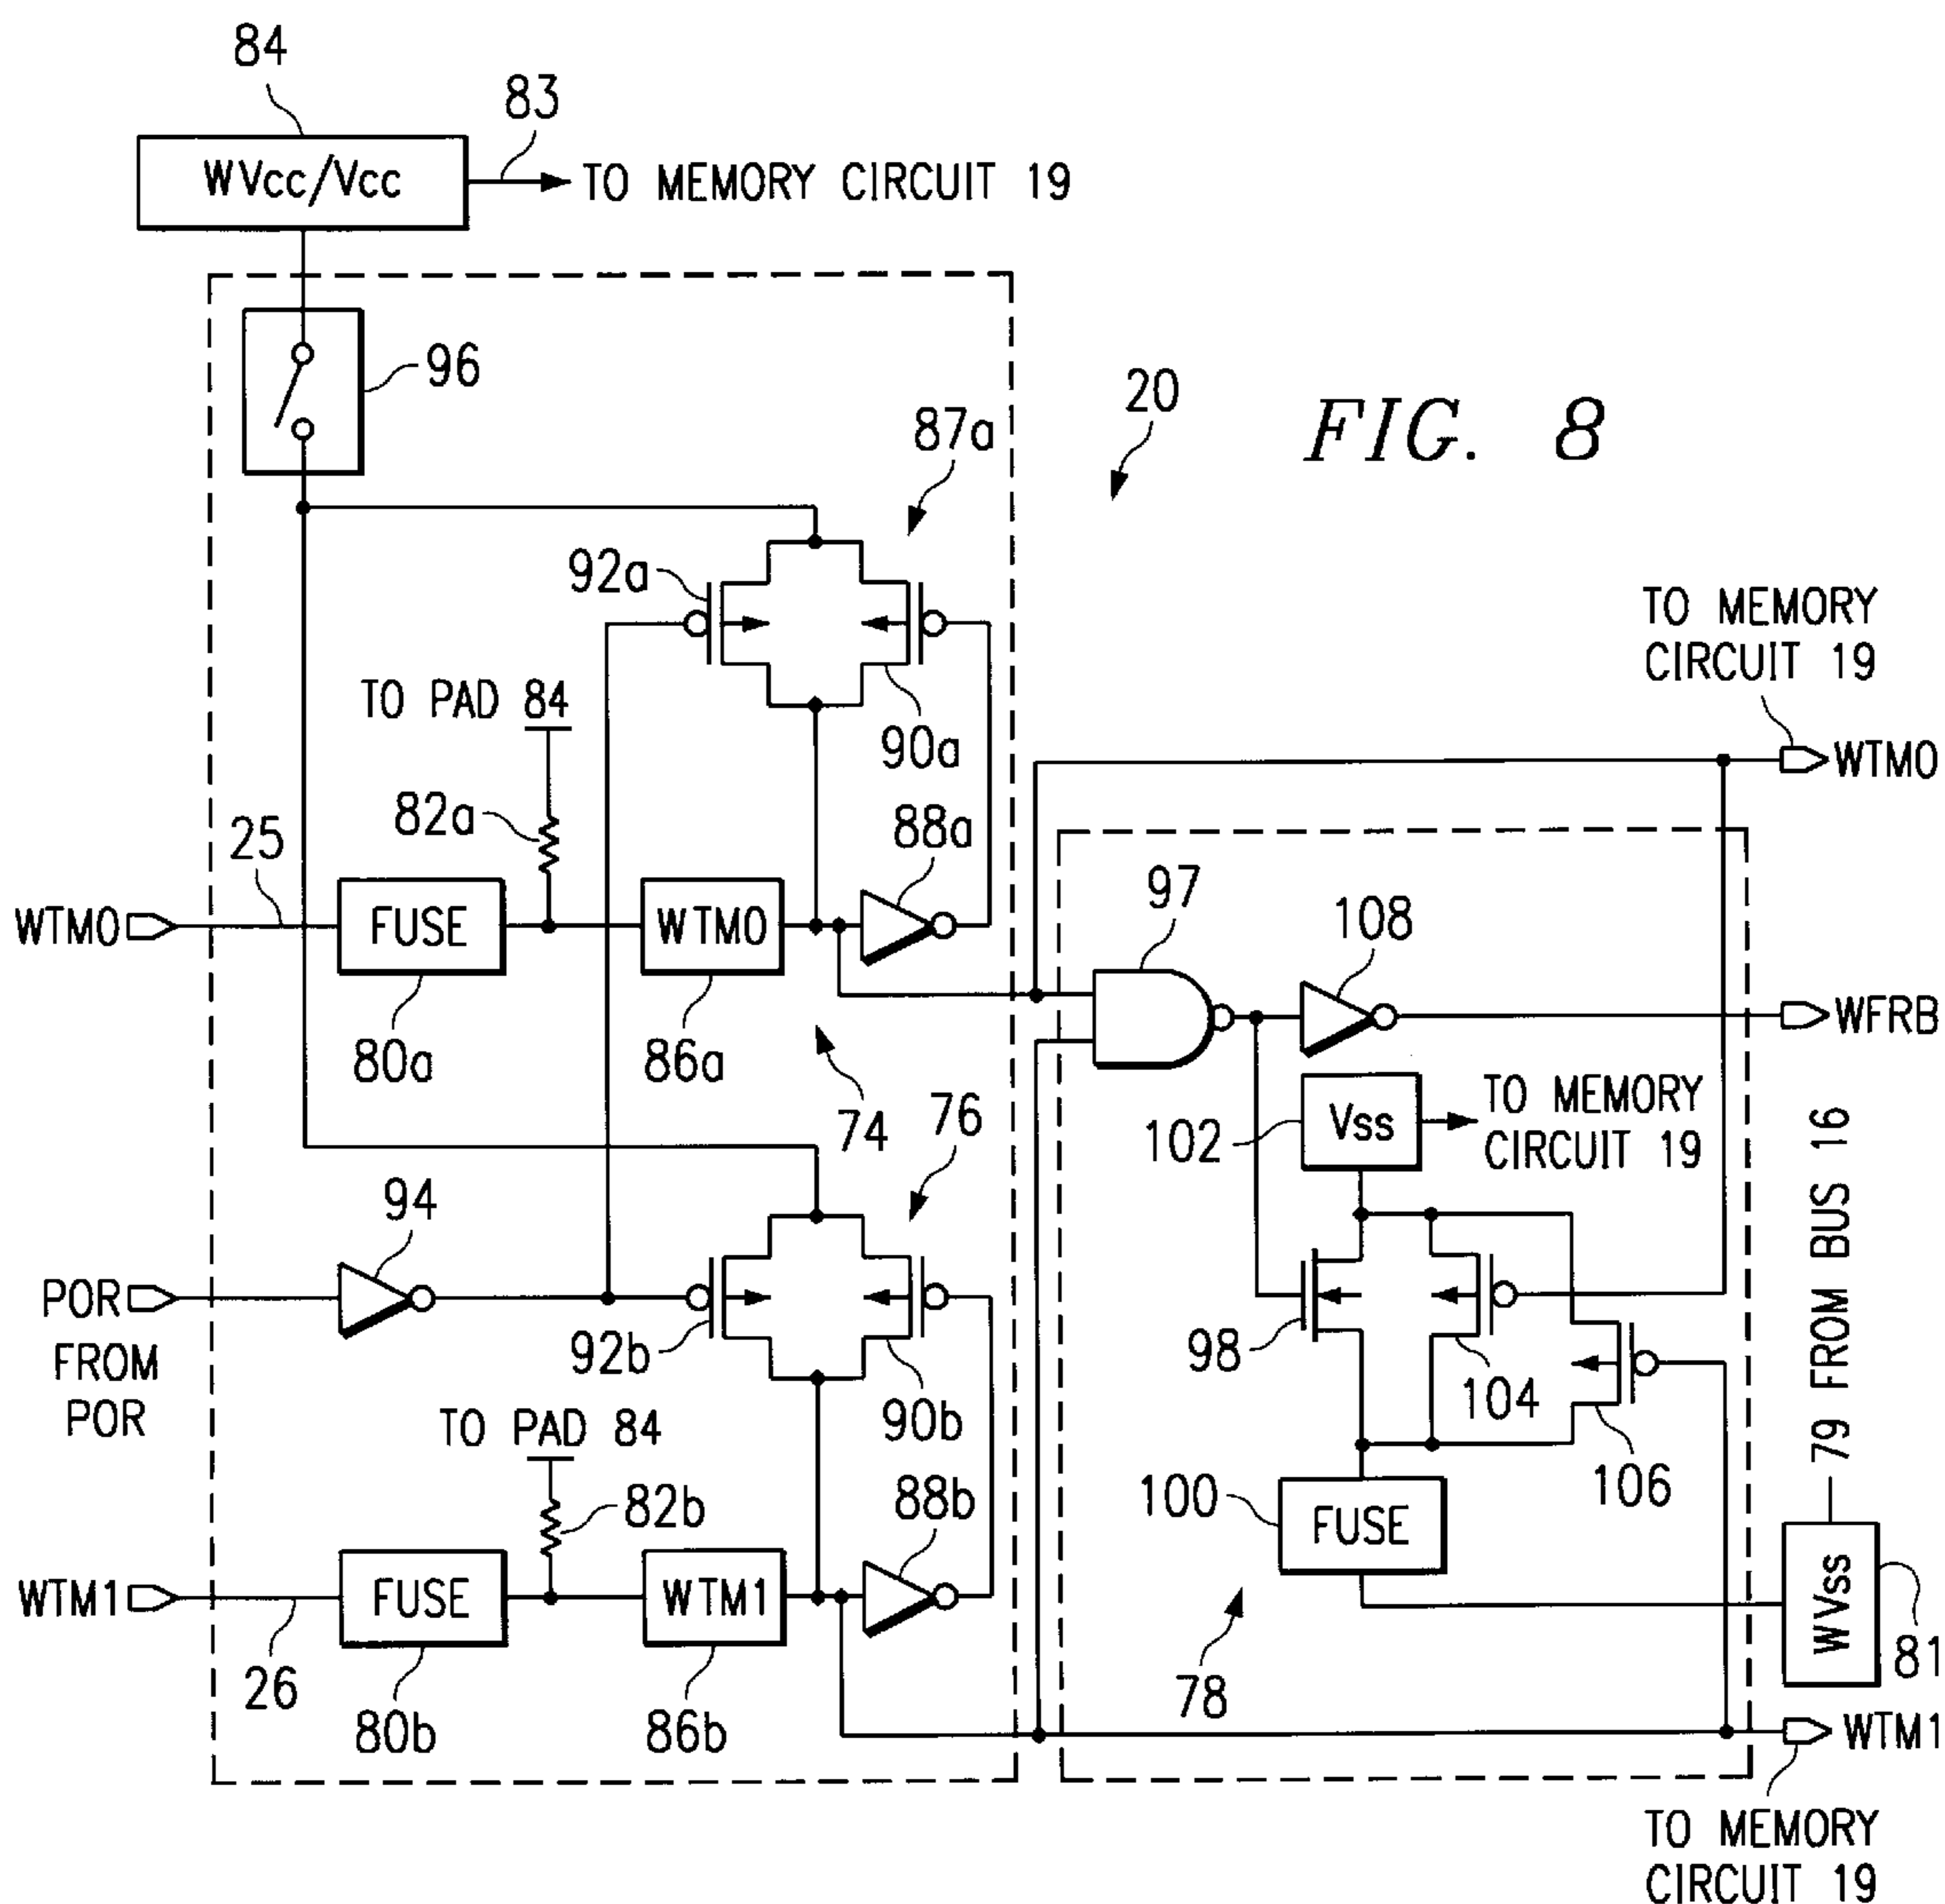 84
83
WVcc/Vcc
TO MEMORY CIRCUIT 19
96
20
FIG. 8
87a
92a
TO MEMORY
CIRCUIT 19
TO PAD 84
90a
WTM0
82a
88a
25
97
WTM0
FUSE
WTM0
108
80a
86a
WFRB
74
76
102
Vss
TO MEMORY
CIRCUIT 19
79 FROM BUS 16
94
POR
FROM
POR
92b
98
104
90b
TO PAD 84
106
82b
88b
100
FUSE
WTM1
FUSE
WTM1
WVss
81
26
80b
86b
78
WTM1
TO MEMORY
CIRCUIT 19